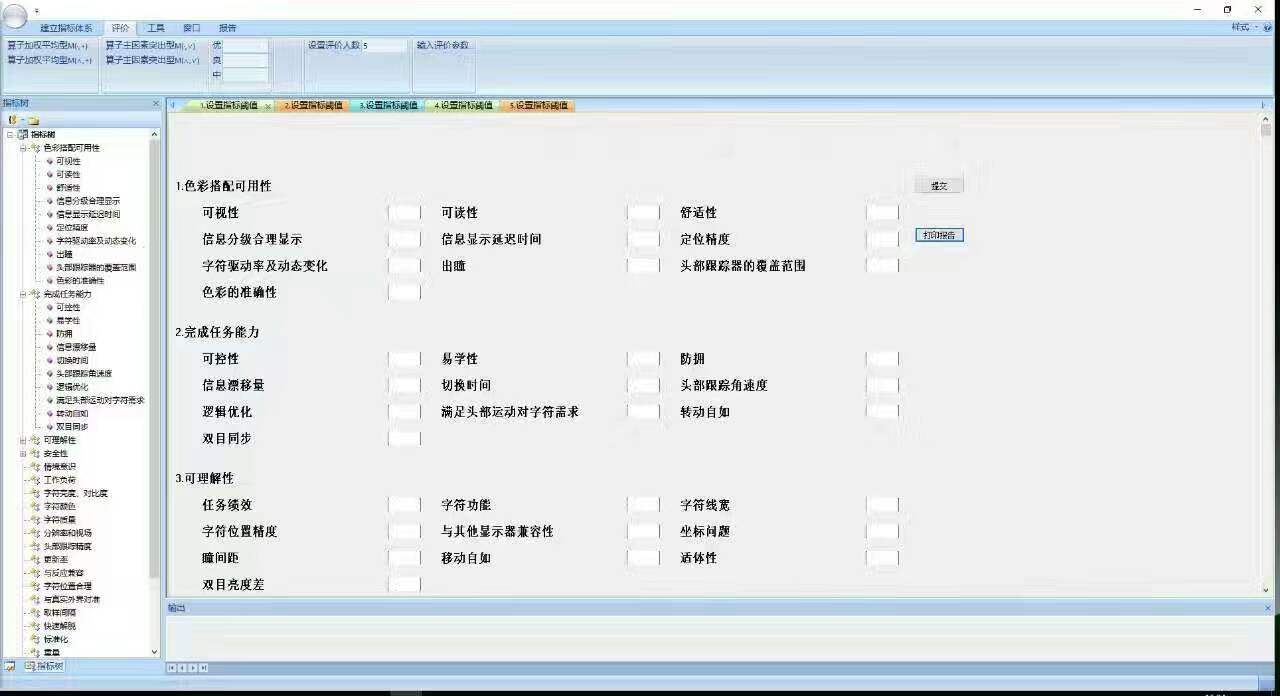 建立指标体系 评价 工具 窗口 报告 样式
算子加权平均型M(·,+) 算子主因素突出型M(·,∨) 优 设置评价人数 5 输入评价参数
算子加权平均型M(∧,+) 算子主因素突出型M(∧,∨) 良
中
指标树
1.设置指标阈值 2.设置指标阈值 3.设置指标阈值 4.设置指标阈值 5.设置指标阈值
指标树
色彩搭配可用性
可视性
可读性
舒适性
信息分级合理显示
信息显示延迟时间
定位精度
字符驱动率及动态变化
出瞳
头部跟踪器的覆盖范围
色彩的准确性
完成任务能力
可控性
易学性
防拥
信息漂移量
切换时间
头部跟踪角速度
逻辑优化
满足头部运动对字符需求
转动自如
双目同步
可理解性
安全性
情境意识
工作负荷
字符亮度、对比度
字符颜色
字符质量
分辨率和视场
头部跟踪精度
更新率
与反应兼容
字符位置合理
与真实外界对准
取样间隔
快速解脱
标准化
重量
指标树
1.色彩搭配可用性 提交
可视性 可读性 舒适性
信息分级合理显示 信息显示延迟时间 定位精度 打印报告
字符驱动率及动态变化 出瞳 头部跟踪器的覆盖范围
色彩的准确性
2.完成任务能力
可控性 易学性 防拥
信息漂移量 切换时间 头部跟踪角速度
逻辑优化 满足头部运动对字符需求 转动自如
双目同步
3.可理解性
任务绩效 字符功能 字符线宽
字符位置精度 与其他显示器兼容性 坐标问题
瞳间距 移动自如 适体性
双目亮度差
输出